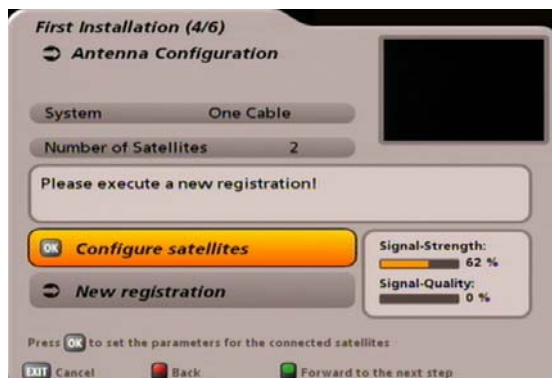 First Installation (4/6)
Antenna Configuration
System One Cable
Number of Satellites 2
Please execute a new registration!
OK Configure satellites
New registration
Signal-Strength:
62 %
Signal-Quality:
0 %
Press OK to set the parameters for the connected satellites
EXIT Cancel Back Forward to the next step